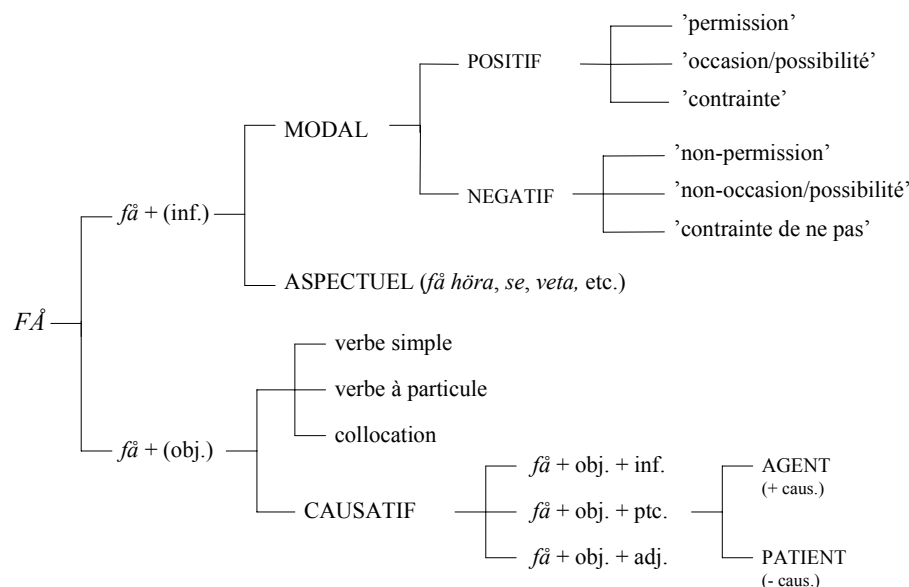 ’permission’
POSITIF ’occasion/possibilité’
’contrainte’
MODAL
’non-permission’
NEGATIF ’non-occasion/possibilité’
’contrainte de ne pas’
få + (inf.)
ASPECTUEL (få höra, se, veta, etc.)
FÅ
verbe simple
verbe à particule
collocation
få + (obj.)
få + obj. + inf.
AGENT
(+ caus.)
CAUSATIF få + obj. + ptc.
få + obj. + adj.
PATIENT
(- caus.)